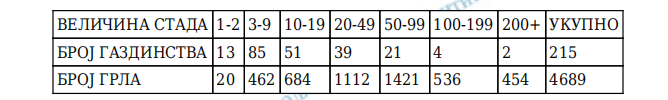 ВЕЛИЧИНА СТАДА 1-2 3-9 10-19 20-49 50-99 100-199 200+ УКУПНО
БРОЈ ГАЗДИНСТВА 13 85 51 39 21 4 2 215
БРОЈ ГРЛА 20 462 684 1112 1421 536 454 4689